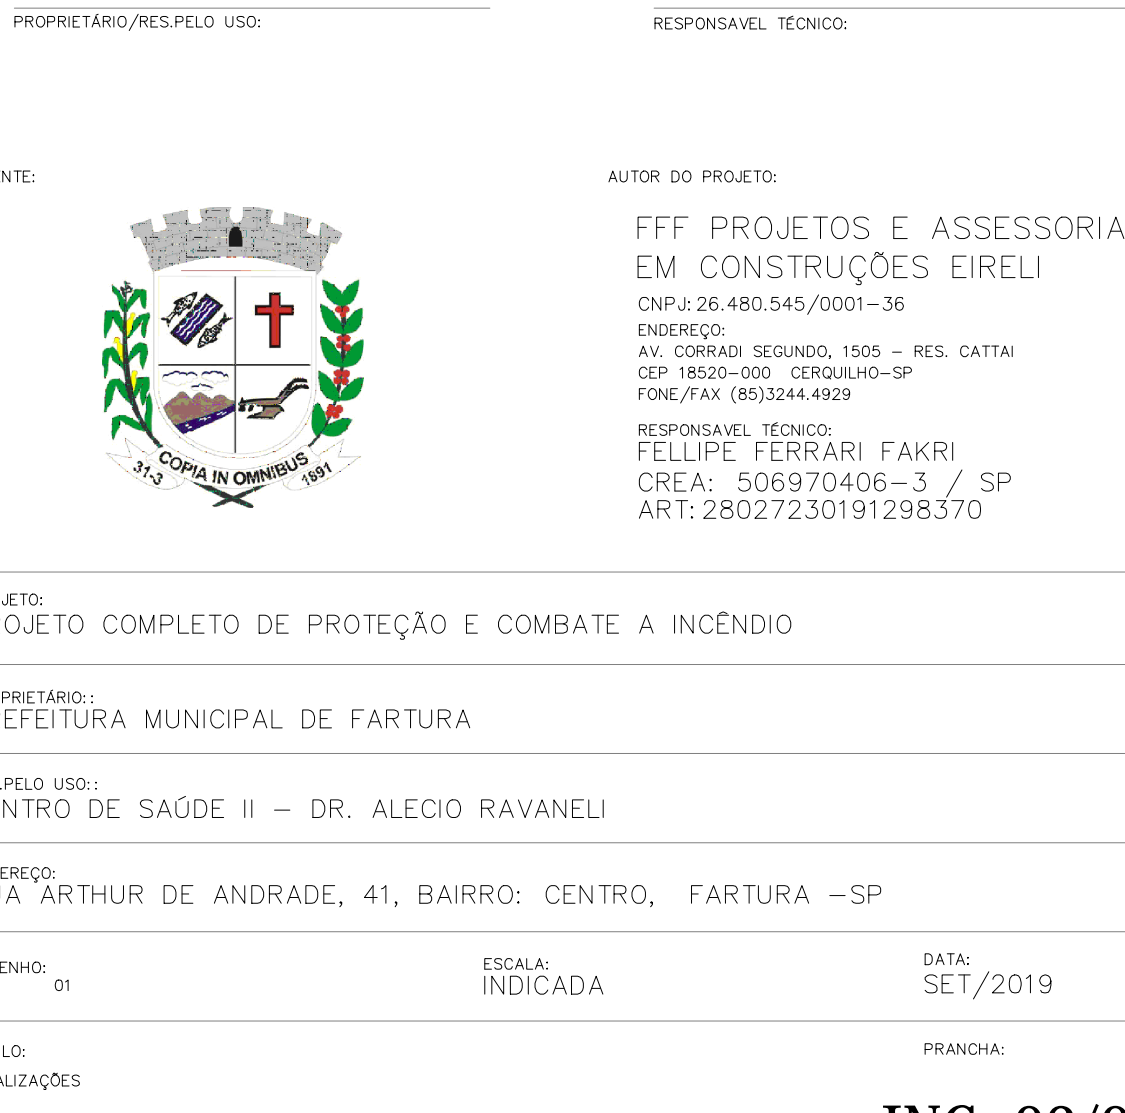 PROPRIETÁRIO/RES.PELO USO:
RESPONSAVEL TÉCNICO:
NTE:
AUTOR DO PROJETO:
FFF PROJETOS E ASSESSORIA
EM CONSTRUÇÕES EIRELI
CNPJ: 26.480.545/0001-36
ENDEREÇO:
AV. CORRADI SEGUNDO, 1505 - RES. CATTAI
CEP 18520-000 CERQUILHO-SP
FONE/FAX (85)3244.4929
RESPONSAVEL TÉCNICO:
FELLIPE FERRARI FAKRI
CREA: 506970406-3 / SP
ART: 28027230191298370
31-3 COPIA IN OMNIBUS 1891
JETO:
OJETO COMPLETO DE PROTEÇÃO E COMBATE A INCÊNDIO
PRIETÁRIO::
EFEITURA MUNICIPAL DE FARTURA
.PELO USO::
NTRO DE SAÚDE II - DR. ALECIO RAVANELI
EREÇO:
A ARTHUR DE ANDRADE, 41, BAIRRO: CENTRO, FARTURA -SP
ENHO:
01
ESCALA:
INDICADA
DATA:
SET/2019
LO:
ALIZAÇÕES
PRANCHA: